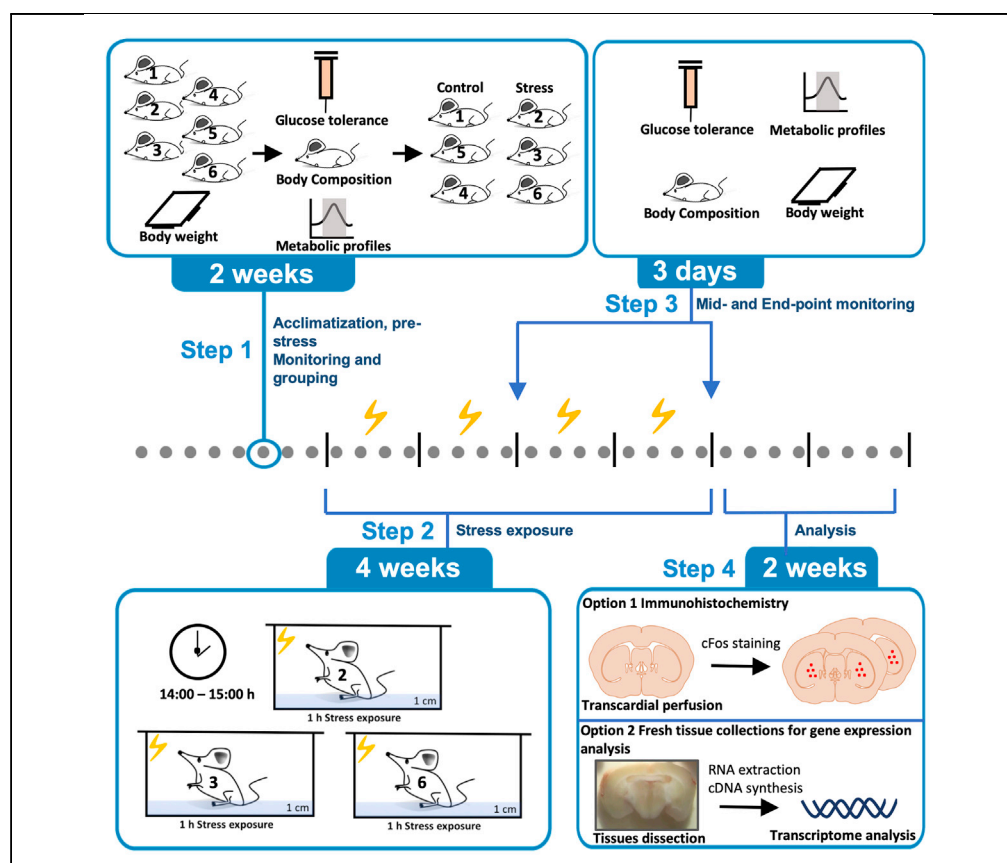 1
2
3
4
5
6
Body weight
Glucose tolerance
Body Composition
Metabolic profiles
Control Stress
1 2
5 3
4 6
2 weeks
Glucose tolerance
Metabolic profiles
Body Composition
Body weight
3 days
Step 1
Acclimatization, pre-
stress
Monitoring and
grouping
Step 3
Mid- and End-point monitoring
Step 2
Stress exposure
4 weeks
Analysis
Step 4
2 weeks
14:00 – 15:00 h
2
1 cm
1 h Stress exposure
3
1 cm
1 h Stress exposure
6
1 cm
1 h Stress exposure
Option 1 Immunohistochemistry
cFos staining
Transcardial perfusion
Option 2 Fresh tissue collections for gene expression
analysis
RNA extraction
cDNA synthesis
Tissues dissection
Transcriptome analysis